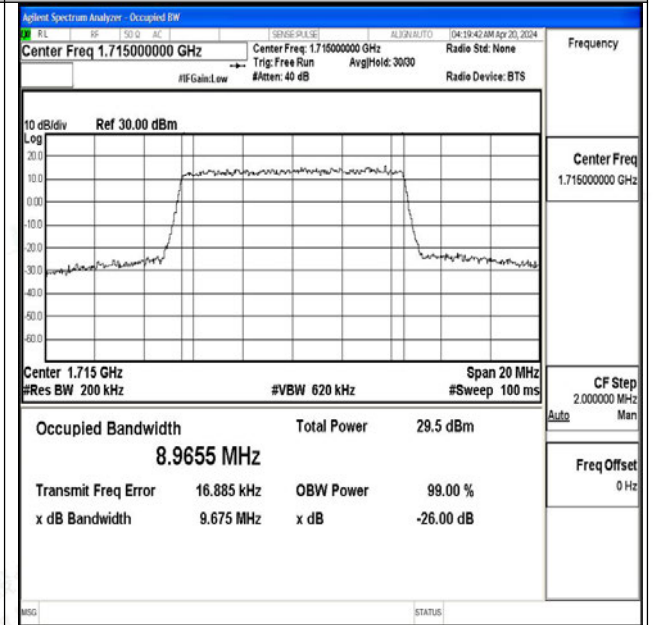 Agilent Spectrum Analyzer - Occupied BW
RL RF 50 Ω AC SENSE:PULSE ALIGN AUTO 04:19:42 AM Apr 20, 2024
Center Freq 1.715000000 GHz
Center Freq: 1.715000000 GHz
Radio Std: None
Trig: Free Run Avg|Hold: 30/30
#IFGain:Low
#Atten: 40 dB
Radio Device: BTS
Frequency
10 dB/div Ref 30.00 dBm
Log
20.0
10.0
0.00
-10.0
-20.0
-30.0
-40.0
-50.0
-60.0
Center Freq
1.715000000 GHz
Center 1.715 GHz Span 20 MHz
#Res BW 200 kHz #VBW 620 kHz #Sweep 100 ms
CF Step
2.000000 MHz
Auto Man
Occupied Bandwidth Total Power 29.5 dBm
8.9655 MHz
Transmit Freq Error 16.885 kHz OBW Power 99.00 %
x dB Bandwidth 9.675 MHz x dB -26.00 dB
Freq Offset
0 Hz
MSG STATUS